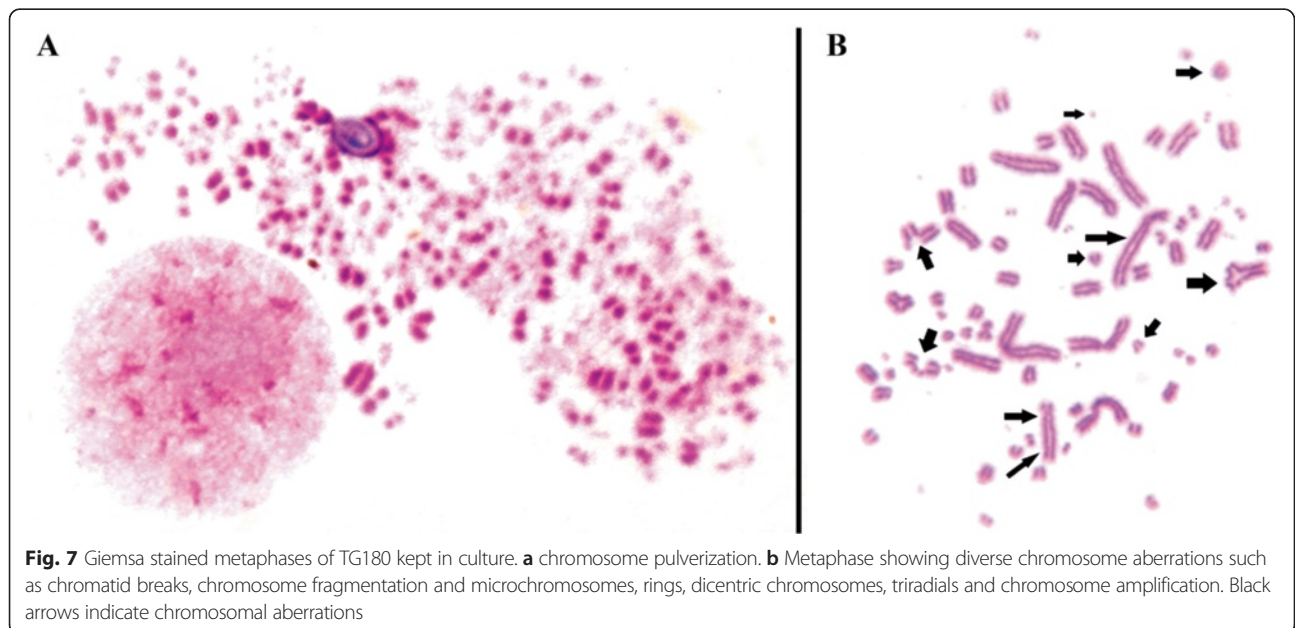 A
B
Fig. 7 Giemsa stained metaphases of TG180 kept in culture. a chromosome pulverization. b Metaphase showing diverse chromosome aberrations such
as chromatid breaks, chromosome fragmentation and microchromosomes, rings, dicentric chromosomes, triradials and chromosome amplification. Black
arrows indicate chromosomal aberrations